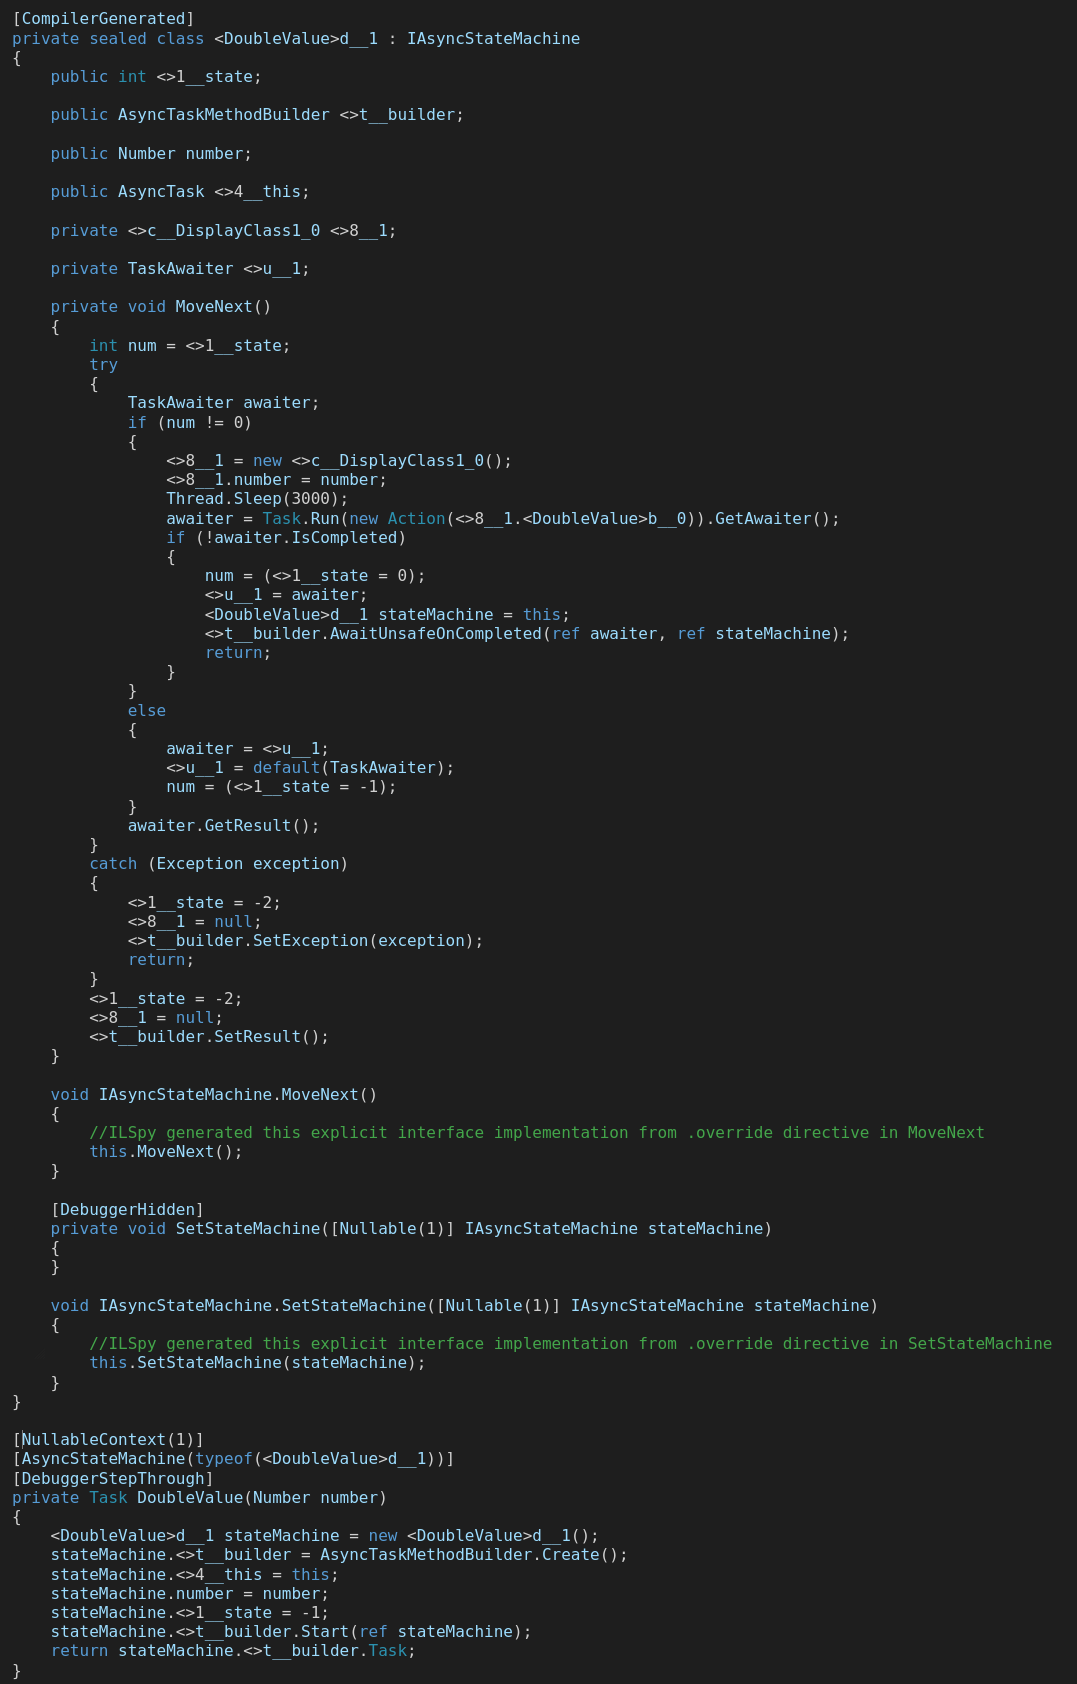 [CompilerGenerated]
private sealed class <DoubleValue>d__1 : IAsyncStateMachine
{
    public int <>1__state;

    public AsyncTaskMethodBuilder <>t__builder;

    public Number number;

    public AsyncTask <>4__this;

    private <>c__DisplayClass1_0 <>8__1;

    private TaskAwaiter <>u__1;

    private void MoveNext()
    {
        int num = <>1__state;
        try
        {
            TaskAwaiter awaiter;
            if (num != 0)
            {
                <>8__1 = new <>c__DisplayClass1_0();
                <>8__1.number = number;
                Thread.Sleep(3000);
                awaiter = Task.Run(new Action(<>8__1.<DoubleValue>b__0)).GetAwaiter();
                if (!awaiter.IsCompleted)
                {
                    num = (<>1__state = 0);
                    <>u__1 = awaiter;
                    <DoubleValue>d__1 stateMachine = this;
                    <>t__builder.AwaitUnsafeOnCompleted(ref awaiter, ref stateMachine);
                    return;
                }
            }
            else
            {
                awaiter = <>u__1;
                <>u__1 = default(TaskAwaiter);
                num = (<>1__state = -1);
            }
            awaiter.GetResult();
        }
        catch (Exception exception)
        {
            <>1__state = -2;
            <>8__1 = null;
            <>t__builder.SetException(exception);
            return;
        }
        <>1__state = -2;
        <>8__1 = null;
        <>t__builder.SetResult();
    }

    void IAsyncStateMachine.MoveNext()
    {
        //ILSpy generated this explicit interface implementation from .override directive in MoveNext
        this.MoveNext();
    }

    [DebuggerHidden]
    private void SetStateMachine([Nullable(1)] IAsyncStateMachine stateMachine)
    {
    }

    void IAsyncStateMachine.SetStateMachine([Nullable(1)] IAsyncStateMachine stateMachine)
    {
        //ILSpy generated this explicit interface implementation from .override directive in SetStateMachine
        this.SetStateMachine(stateMachine);
    }
}

[NullableContext(1)]
[AsyncStateMachine(typeof(<DoubleValue>d__1))]
[DebuggerStepThrough]
private Task DoubleValue(Number number)
{
    <DoubleValue>d__1 stateMachine = new <DoubleValue>d__1();
    stateMachine.<>t__builder = AsyncTaskMethodBuilder.Create();
    stateMachine.<>4__this = this;
    stateMachine.number = number;
    stateMachine.<>1__state = -1;
    stateMachine.<>t__builder.Start(ref stateMachine);
    return stateMachine.<>t__builder.Task;
}